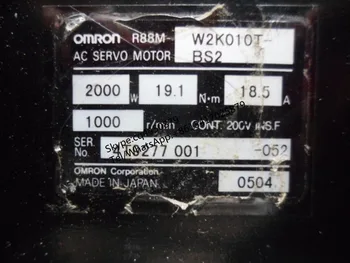 OMRON R88M- W2K010T-
AC SERVO MOTOR BS2
2000 W 19.1 N·m 18.5 A
1000 r/min CONT. 200V INS.F
SER.
No. 277 001 -052
OMRON Corporation
MADE IN JAPAN 0504